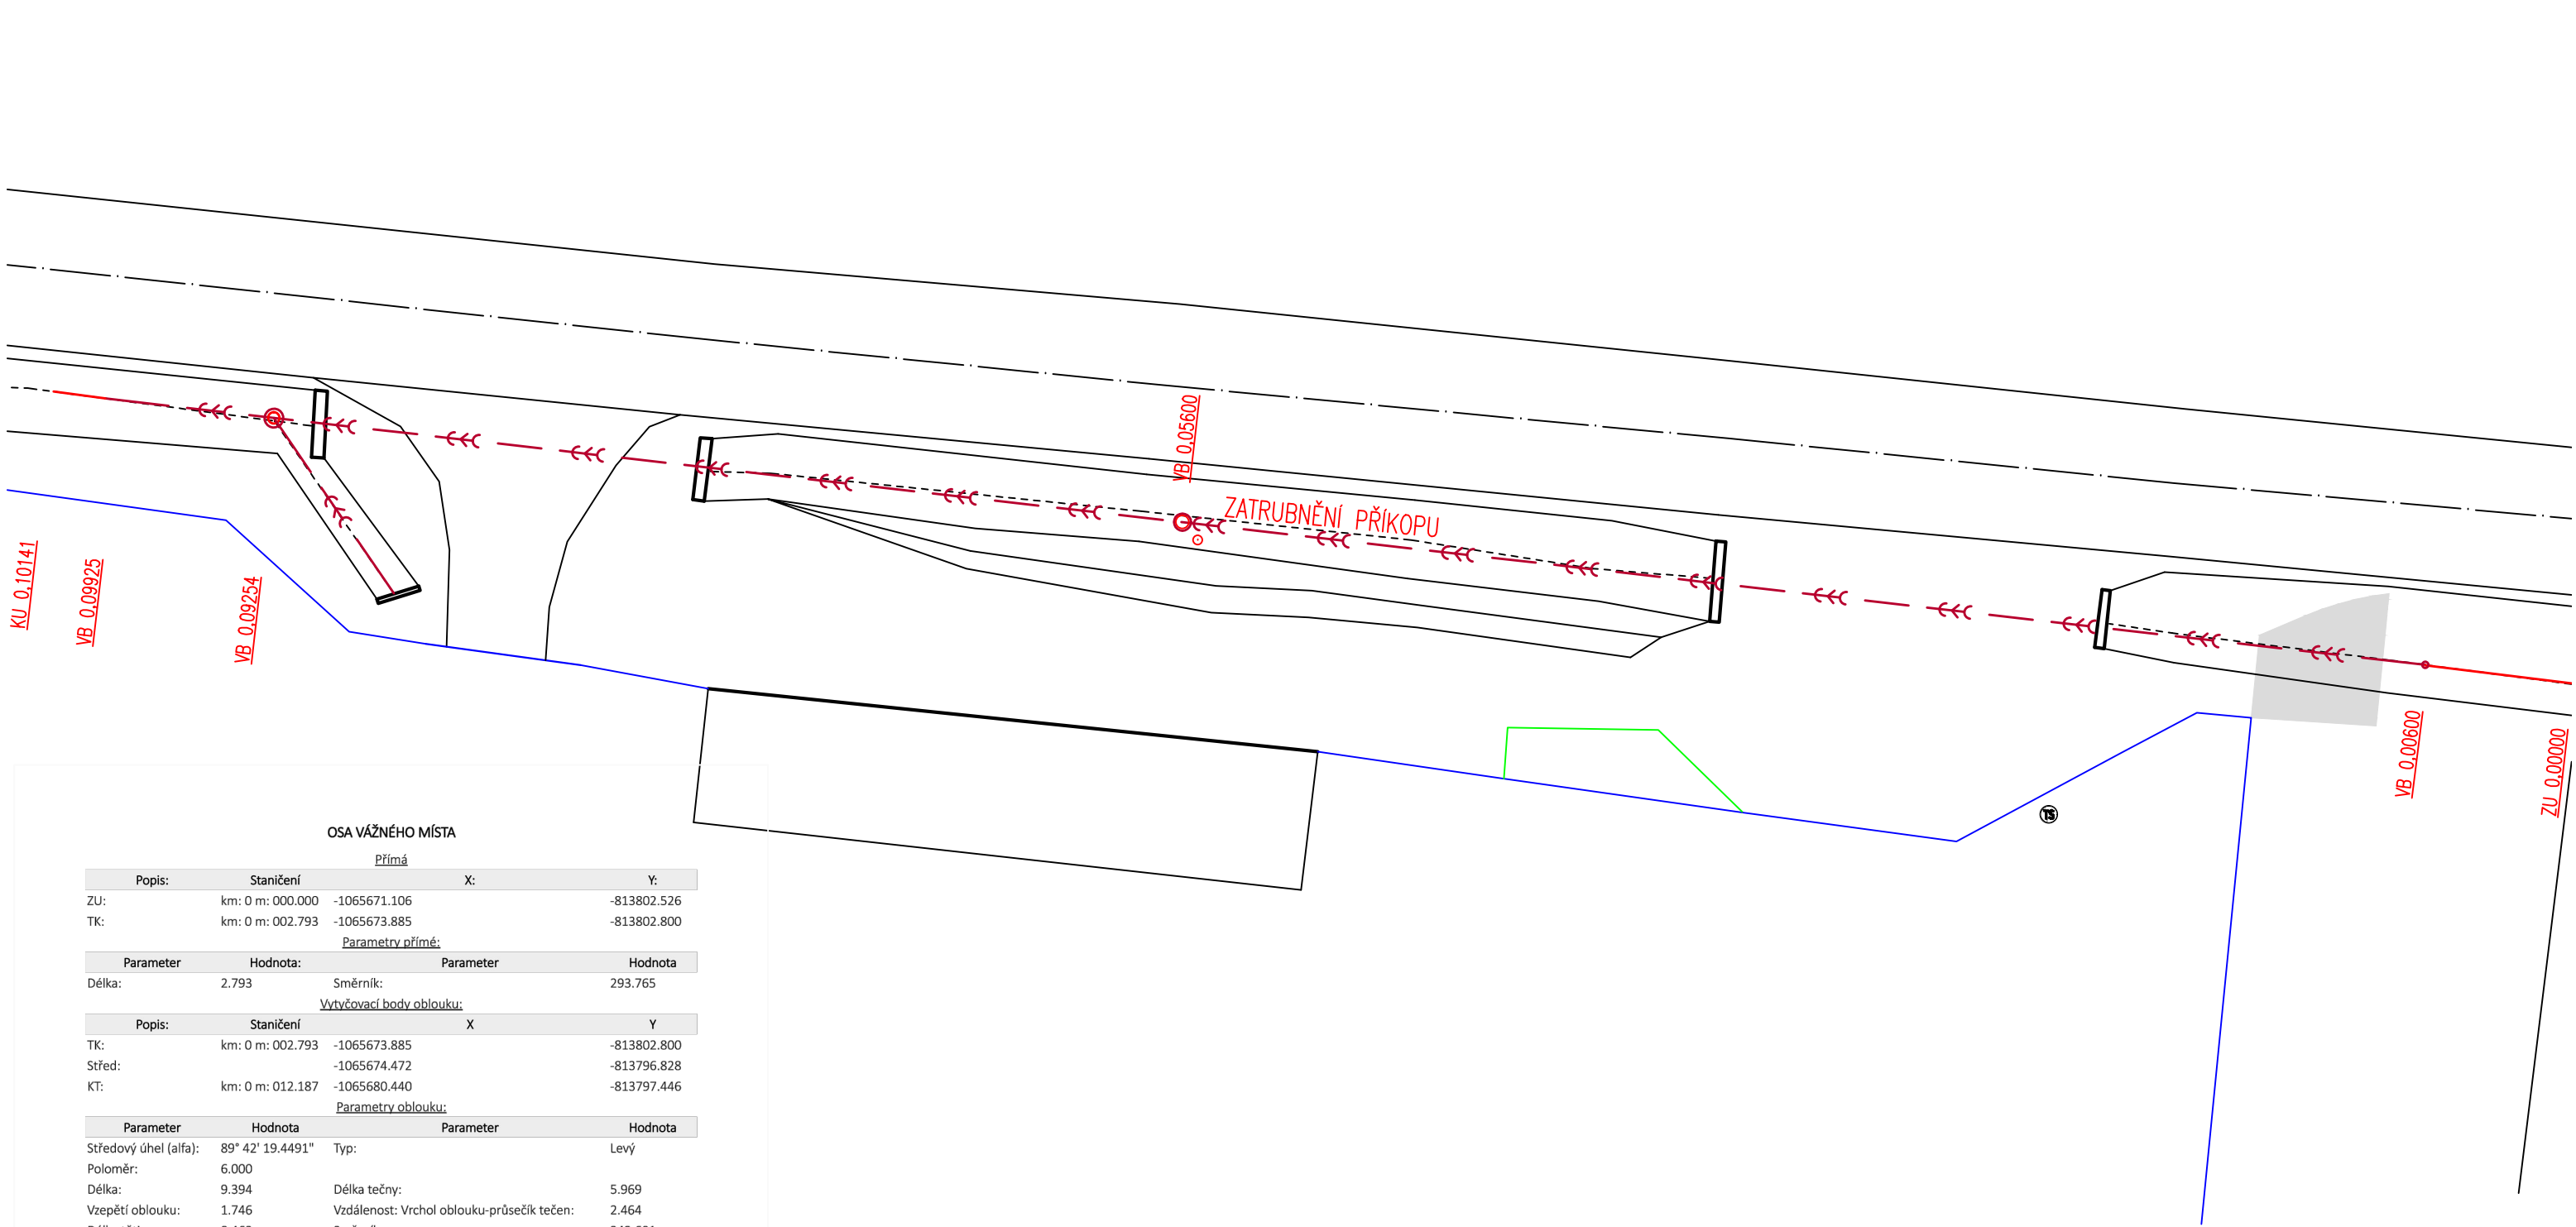 VB 0,05600
ZATRUBNĚNÍ PŘÍKOPU
KU 0,10141
VB 0,09925
VB 0,09254
VB 0,00600
ZU 0,00000
TS
OSA VÁŽNÉHO MÍSTA
Přímá
Popis: Staničení X: Y:
ZU: km: 0 m: 000.000 -1065671.106 -813802.526
TK: km: 0 m: 002.793 -1065673.885 -813802.800
Parametry přímé:
Parameter Hodnota: Parameter Hodnota
Délka: 2.793 Směrník: 293.765
Vytyčovací body oblouku:
Popis: Staničení X Y
TK: km: 0 m: 002.793 -1065673.885 -813802.800
Střed: -1065674.472 -813796.828
KT: km: 0 m: 012.187 -1065680.440 -813797.446
Parametry oblouku:
Parameter Hodnota Parameter Hodnota
Středový úhel (alfa): 89° 42' 19.4491" Typ: Levý
Poloměr: 6.000
Délka: 9.394 Délka tečny: 5.969
Vzepětí oblouku: 1.746 Vzdálenost: Vrchol oblouku-průsečík tečen: 2.464